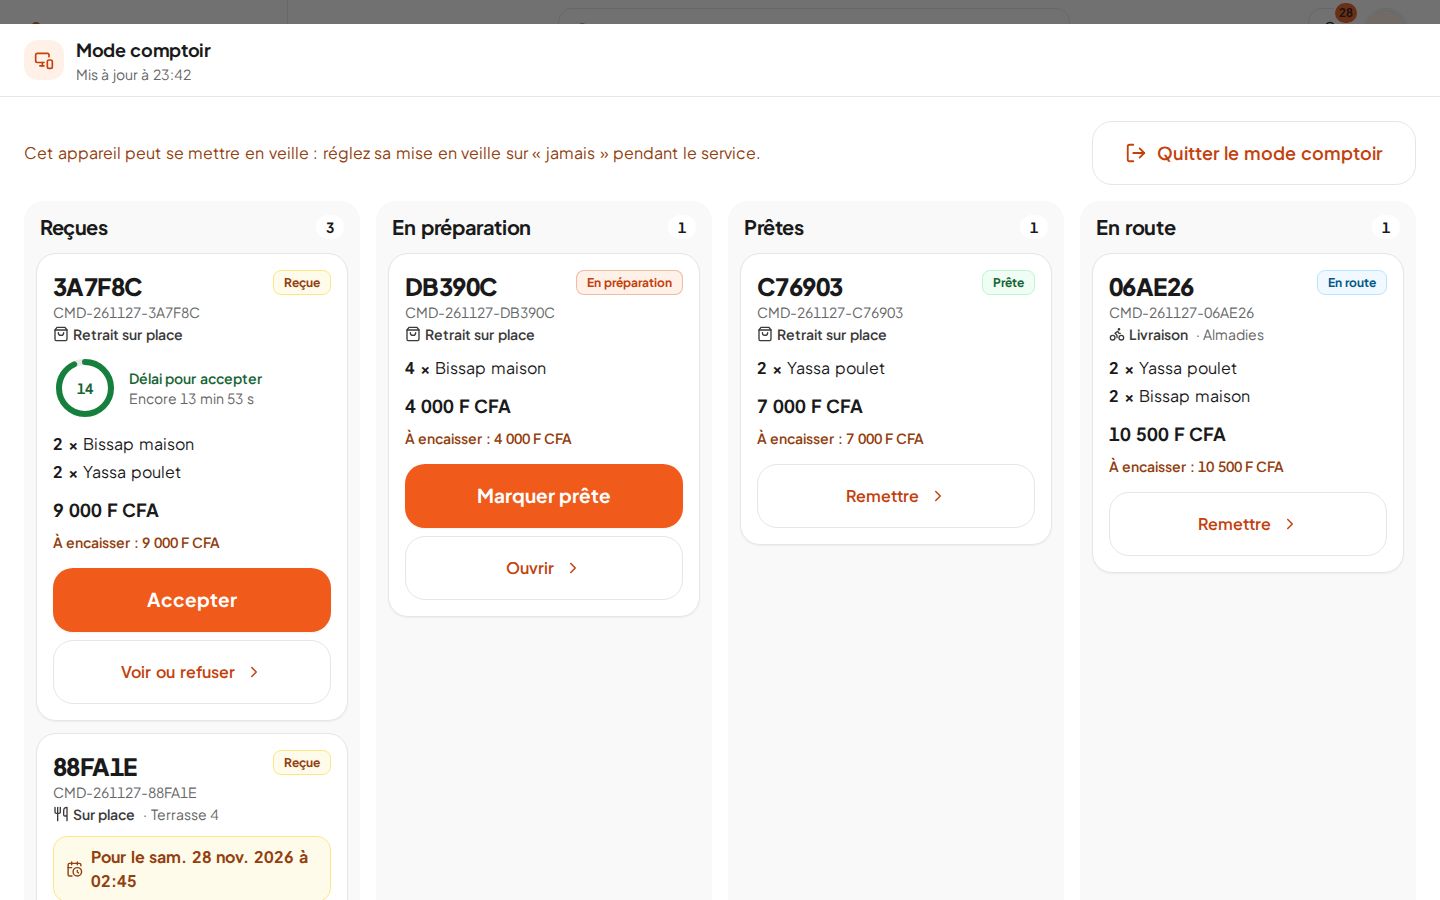 28
Mode comptoir
Mis à jour à 23:42
Cet appareil peut se mettre en veille : réglez sa mise en veille sur « jamais » pendant le service.
Quitter le mode comptoir
Reçues
3
3A7F8C
Reçue
CMD-261127-3A7F8C
Retrait sur place
14
Délai pour accepter
Encore 13 min 53 s
2 × Bissap maison
2 × Yassa poulet
9 000 F CFA
À encaisser : 9 000 F CFA
Accepter
Voir ou refuser
88FA1E
Reçue
CMD-261127-88FA1E
Sur place · Terrasse 4
Pour le sam. 28 nov. 2026 à
02:45
En préparation
1
DB390C
En préparation
CMD-261127-DB390C
Retrait sur place
4 × Bissap maison
4 000 F CFA
À encaisser : 4 000 F CFA
Marquer prête
Ouvrir
Prêtes
1
C76903
Prête
CMD-261127-C76903
Retrait sur place
2 × Yassa poulet
7 000 F CFA
À encaisser : 7 000 F CFA
Remettre
En route
1
06AE26
En route
CMD-261127-06AE26
Livraison · Almadies
2 × Yassa poulet
2 × Bissap maison
10 500 F CFA
À encaisser : 10 500 F CFA
Remettre